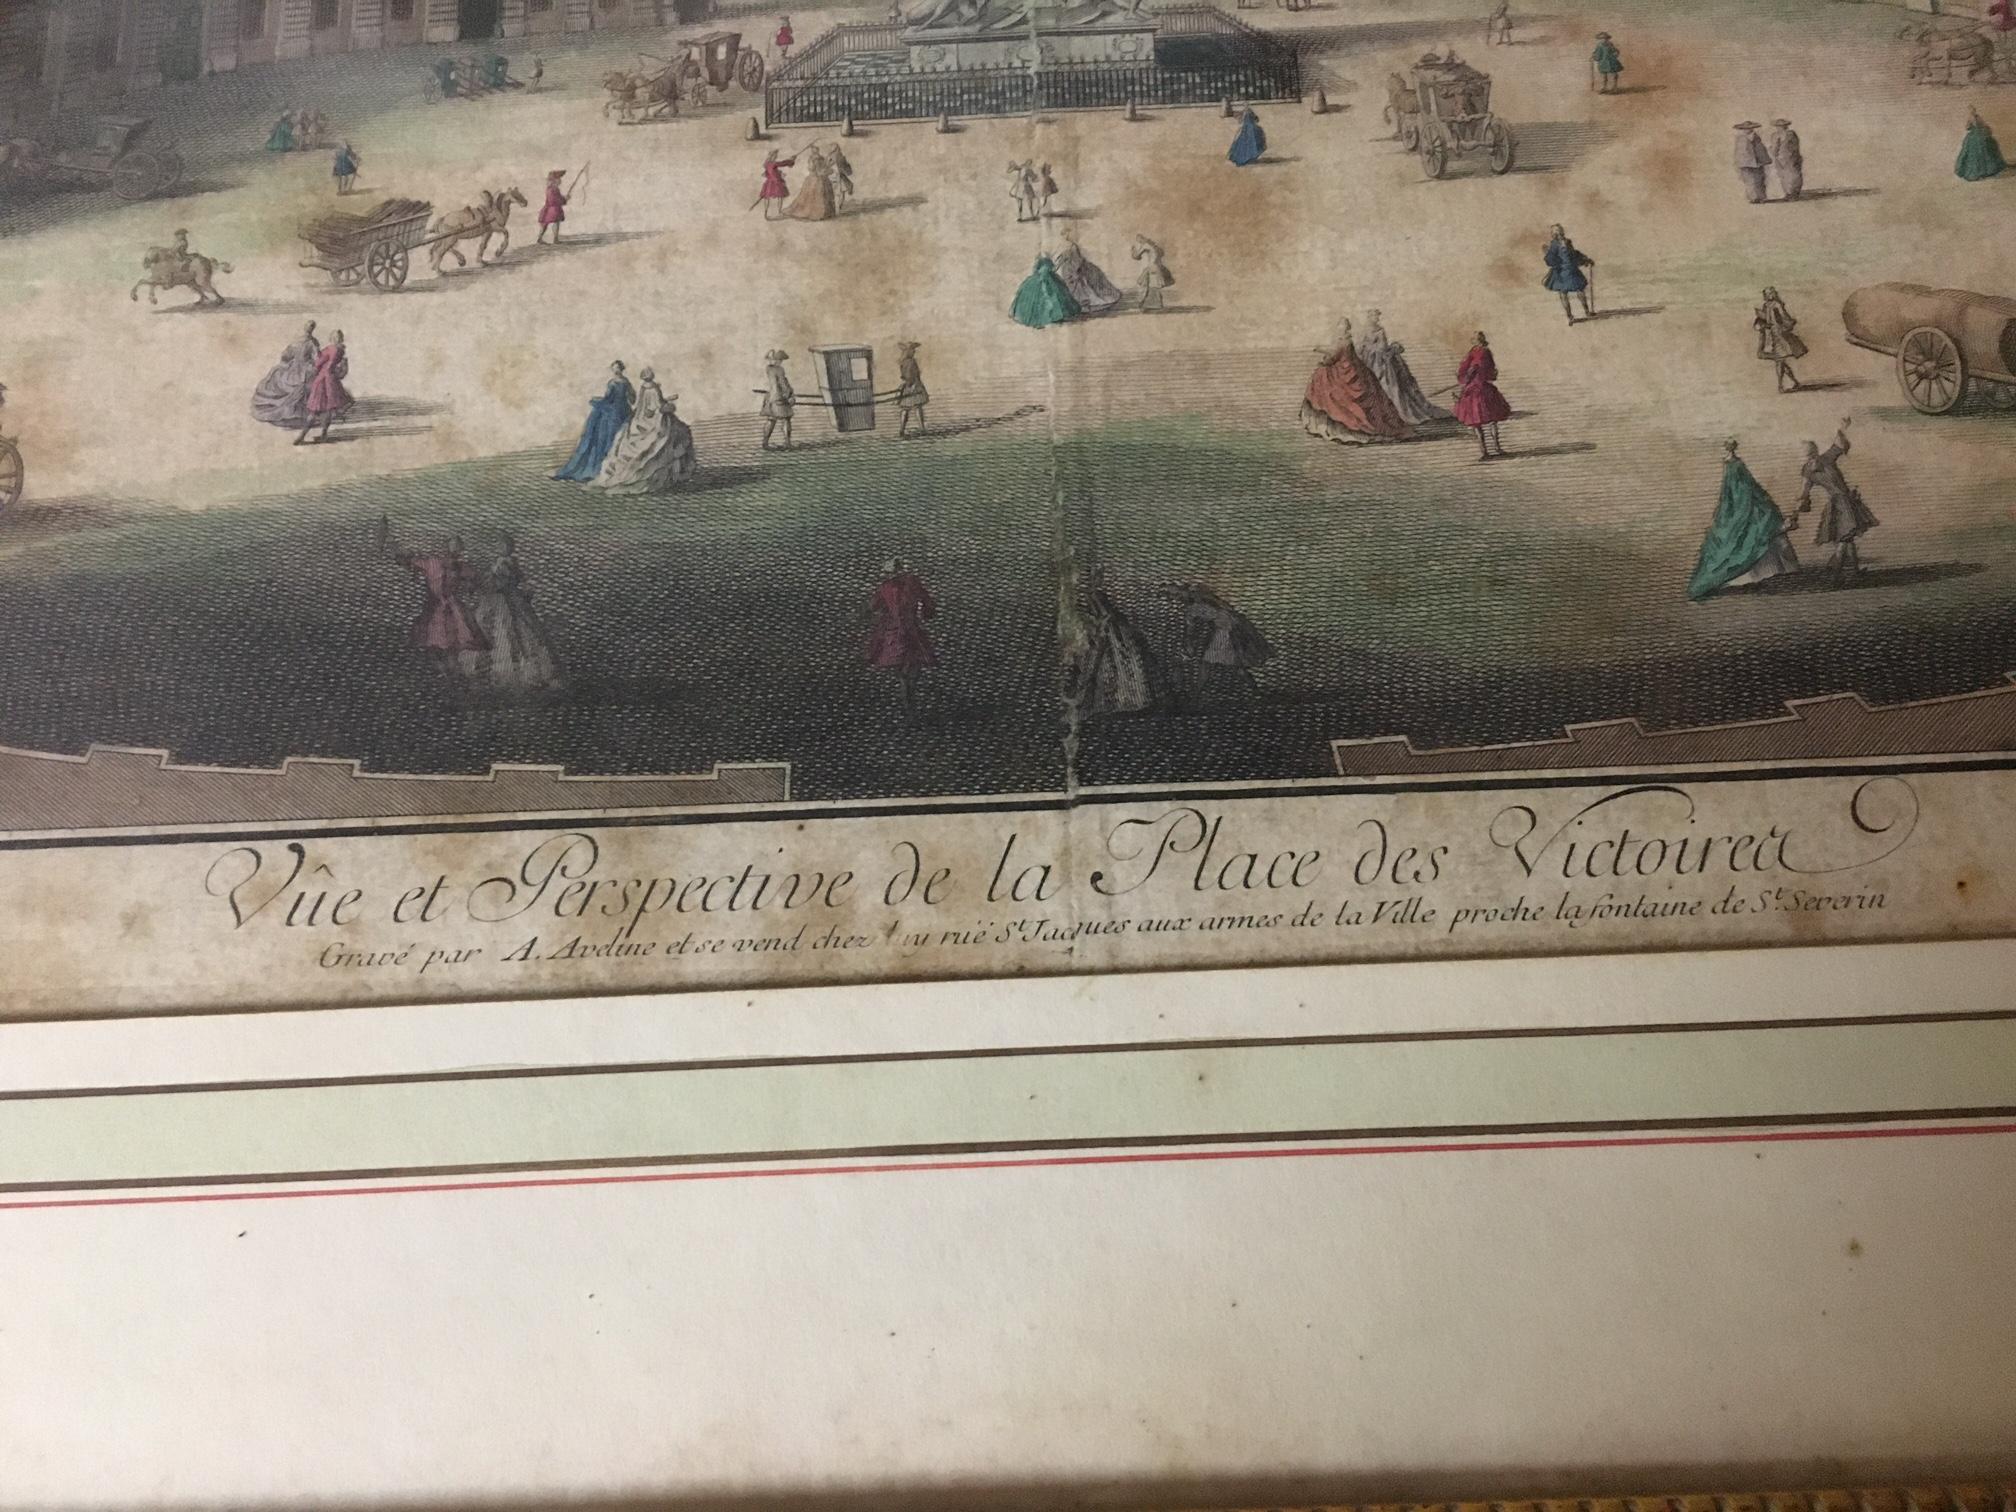 Vûe et Perspective de la Place des Victoires
Gravé par A. Aveline et se vend chez luy rüe St. Jacques aux armes de la Ville proche la fontaine de St. Severin